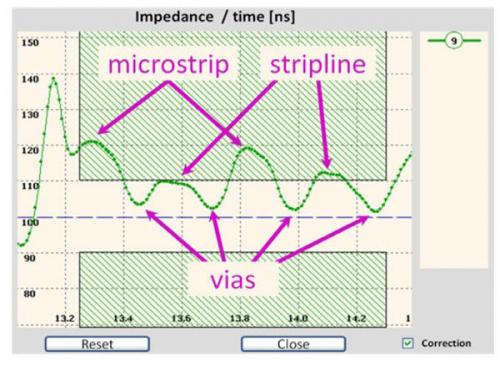 Impedance / time [ns]
150
9
microstrip stripline
140
130
120
110
100
90
vias
80
13.2 13.4 13.6 13.8 14.0 14.2 1
Reset Close Correction